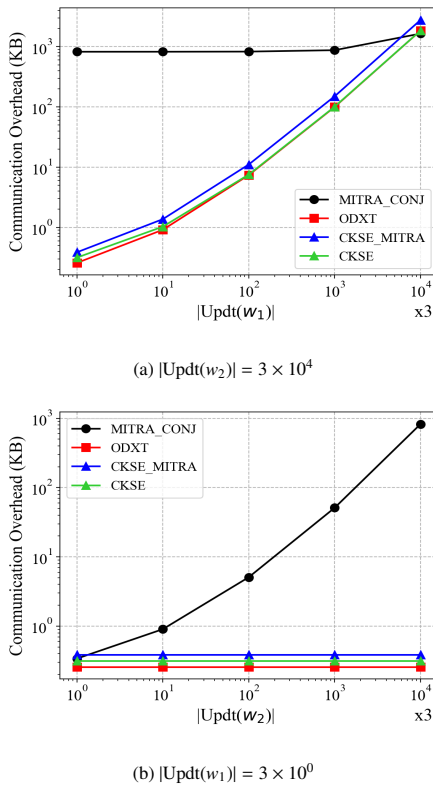 10³
10²
10¹
10⁰
Communication Overhead (KB)
MITRA_CONJ
ODXT
CKSE_MITRA
CKSE
10⁰ 10¹ 10² 10³ 10⁴
|Updt(w₁)| x3
(a) |Updt(w₂)| = 3 × 10⁴
10³
10²
10¹
10⁰
Communication Overhead (KB)
MITRA_CONJ
ODXT
CKSE_MITRA
CKSE
10⁰ 10¹ 10² 10³ 10⁴
|Updt(w₂)| x3
(b) |Updt(w₁)| = 3 × 10⁰